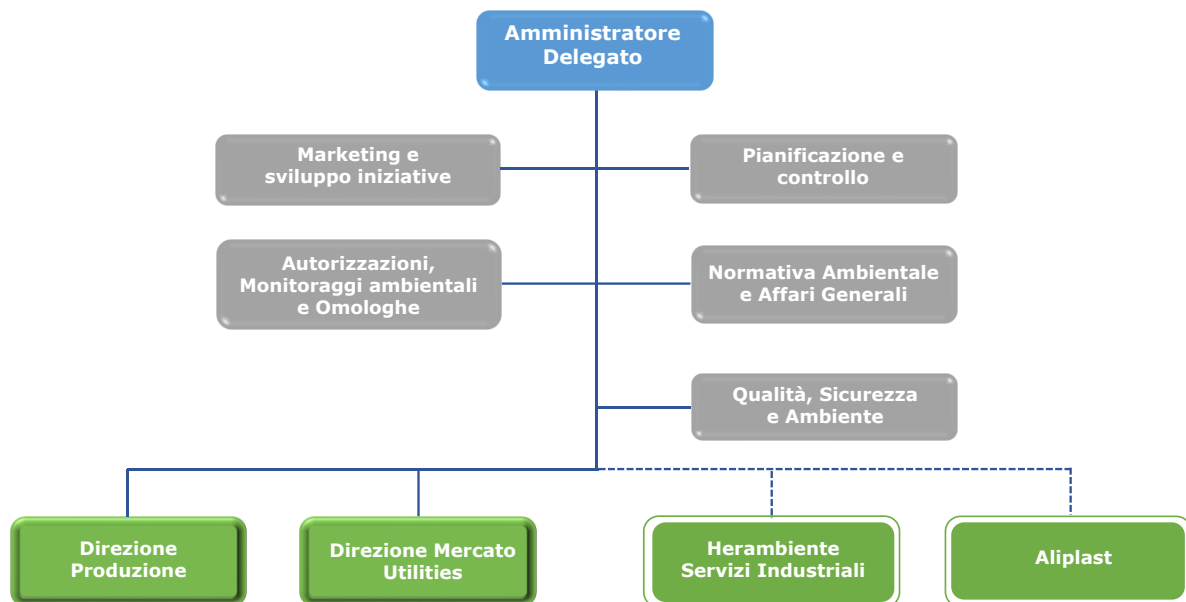 Amministratore
Delegato
Marketing e
sviluppo iniziative
Pianificazione e
controllo
Autorizzazioni,
Monitoraggi ambientali
e Omologhe
Normativa Ambientale
e Affari Generali
Qualità, Sicurezza
e Ambiente
Direzione
Produzione
Direzione Mercato
Utilities
Herambiente
Servizi Industriali
Aliplast